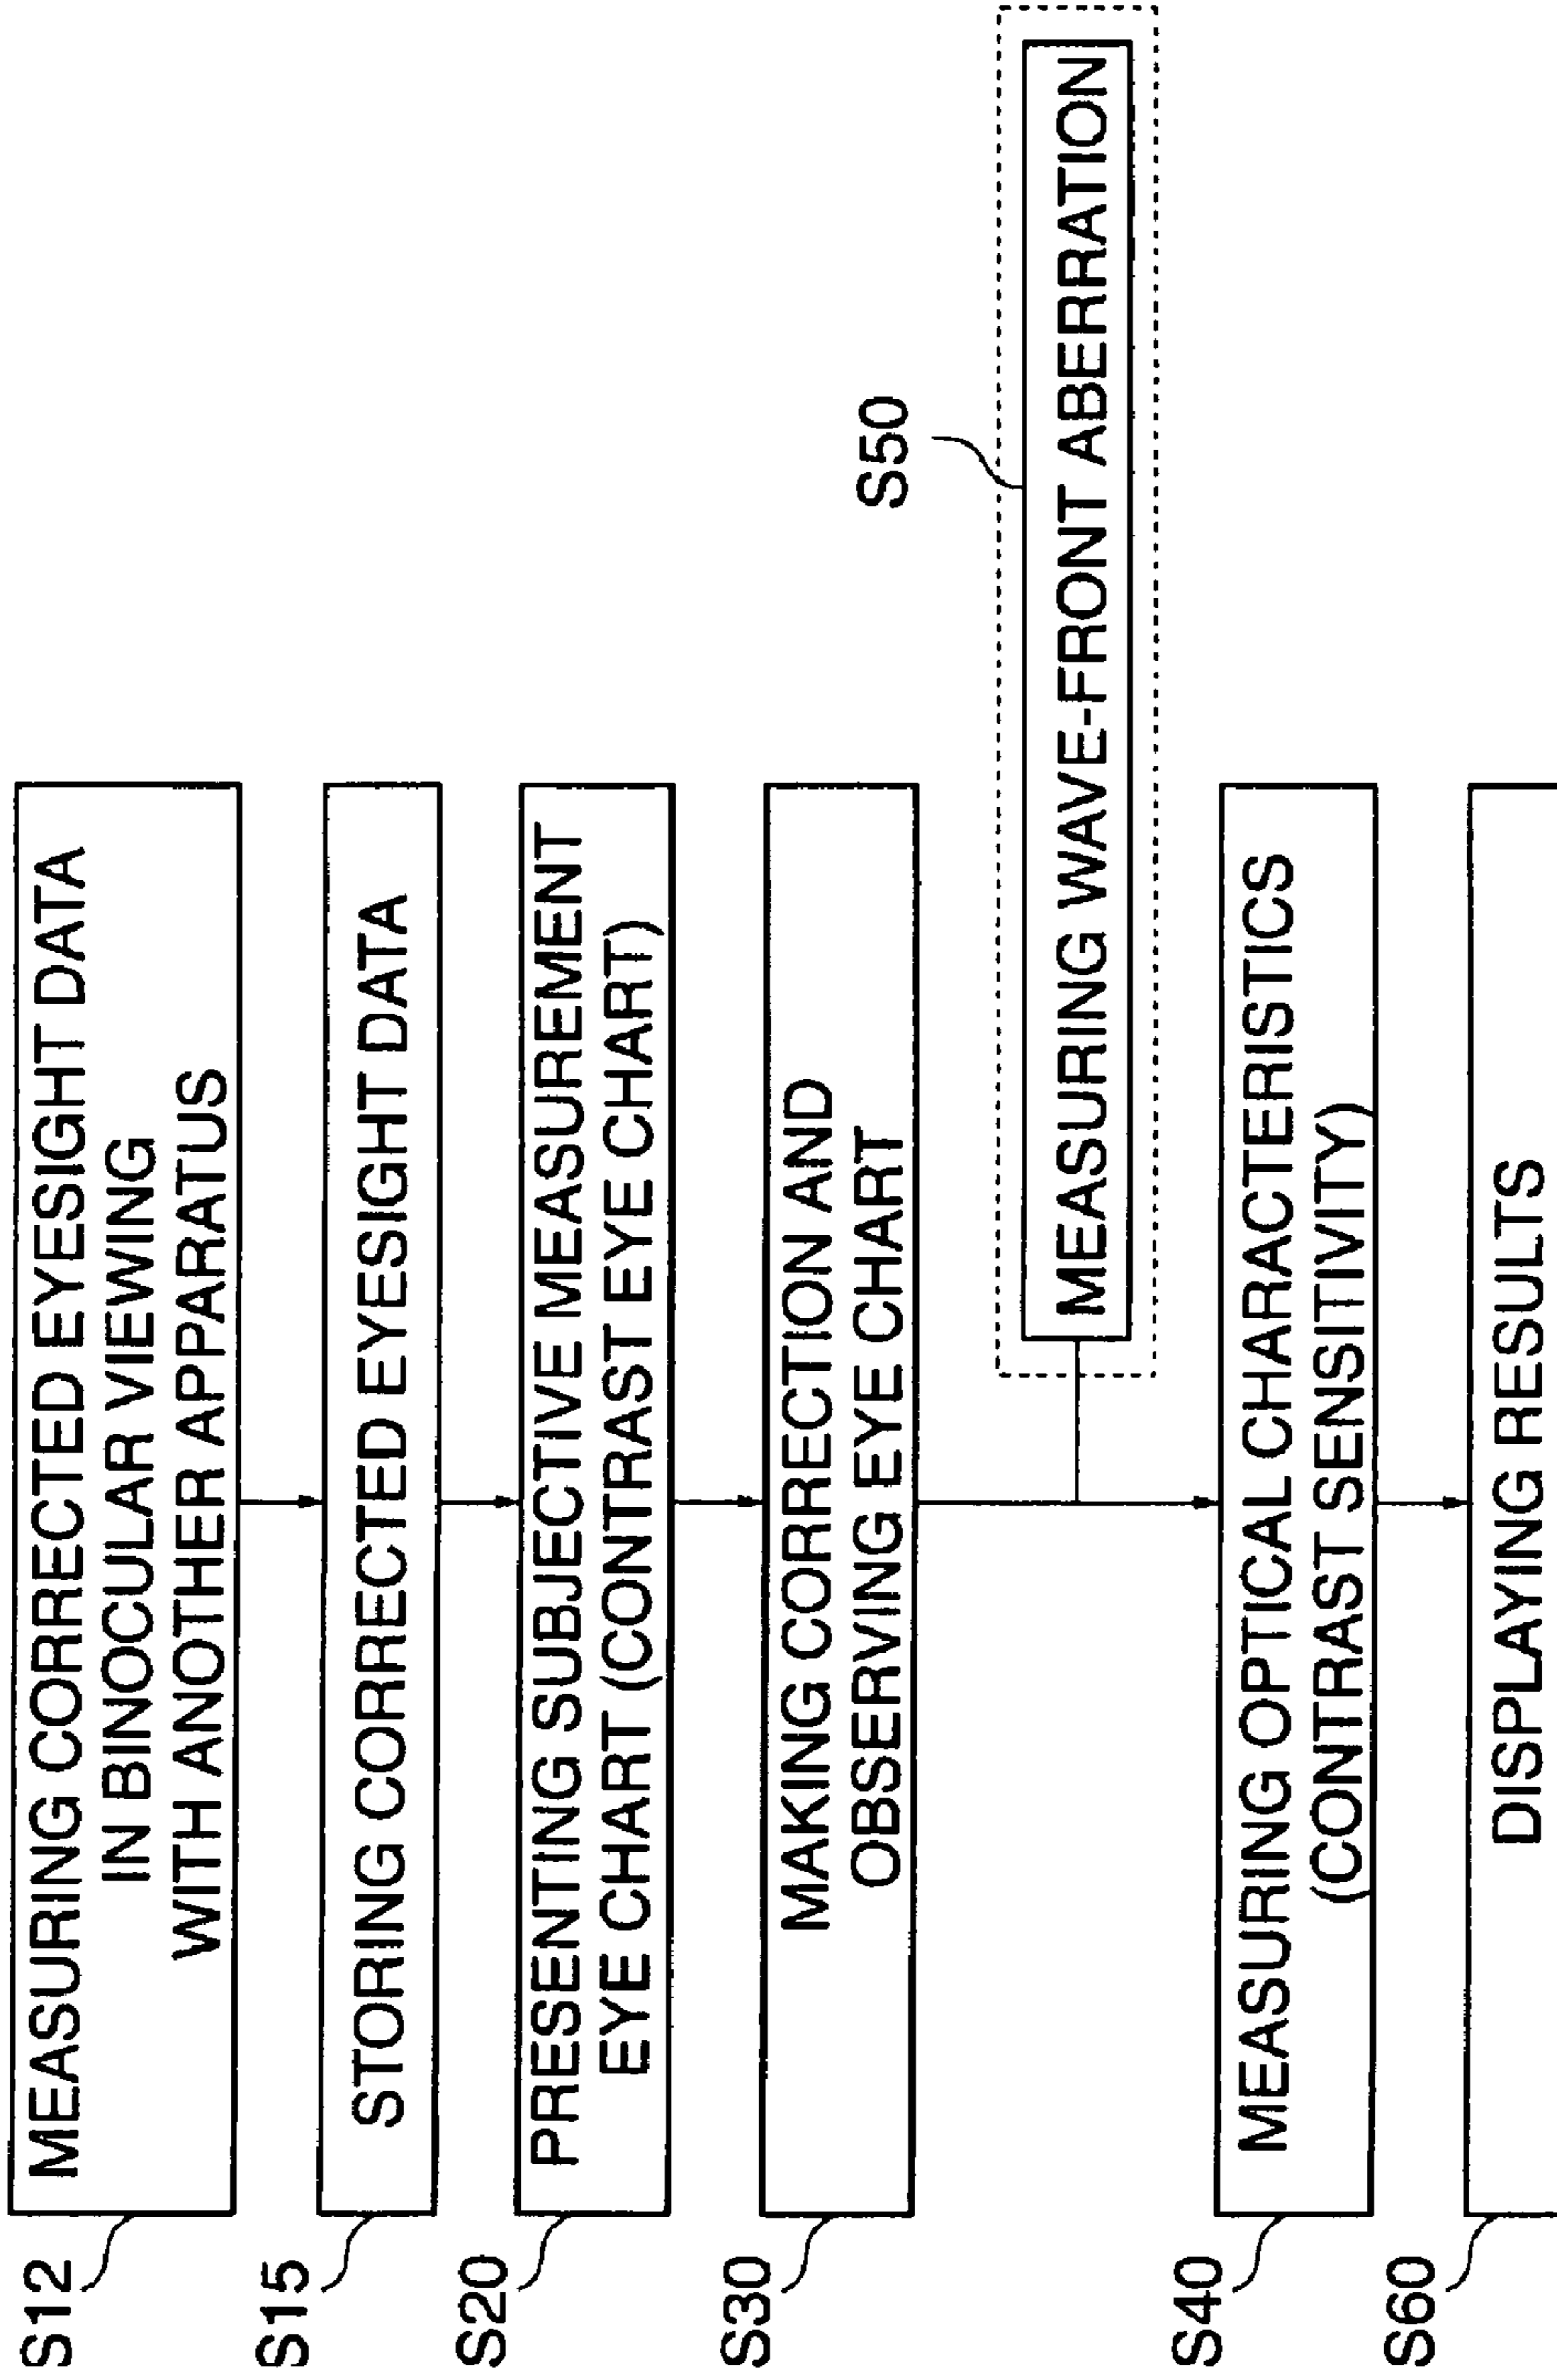 S12
MEASURING CORRECTED EYESIGHT DATA
IN BINOCULAR VIEWING
WITH ANOTHER APPARATUS
S15
STORING CORRECTED EYESIGHT DATA
S20
PRESENTING SUBJECTIVE MEASUREMENT
EYE CHART (CONTRAST EYE CHART)
S30
MAKING CORRECTION AND
OBSERVING EYE CHART
S50
MEASURING WAVE-FRONT ABERRATION
S40
MEASURING OPTICAL CHARACTERISTICS
(CONTRAST SENSITIVITY)
S60
DISPLAYING RESULTS